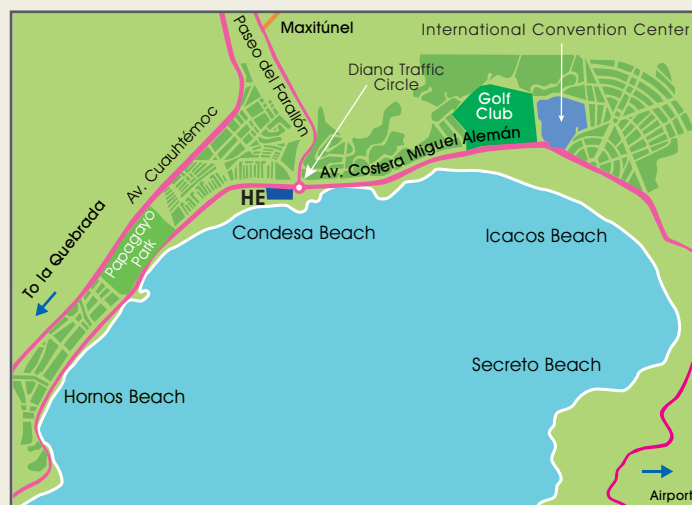 Maxitúnel
International Convention Center
Paseo del Farallón
Diana Traffic
Circle
Golf
Club
Av. Cuauhtémoc
Av. Costera Miguel Alemán
HE
Condesa Beach
Icacos Beach
To la Quebrada
Papagayo
Park
Secreto Beach
Hornos Beach
Airport